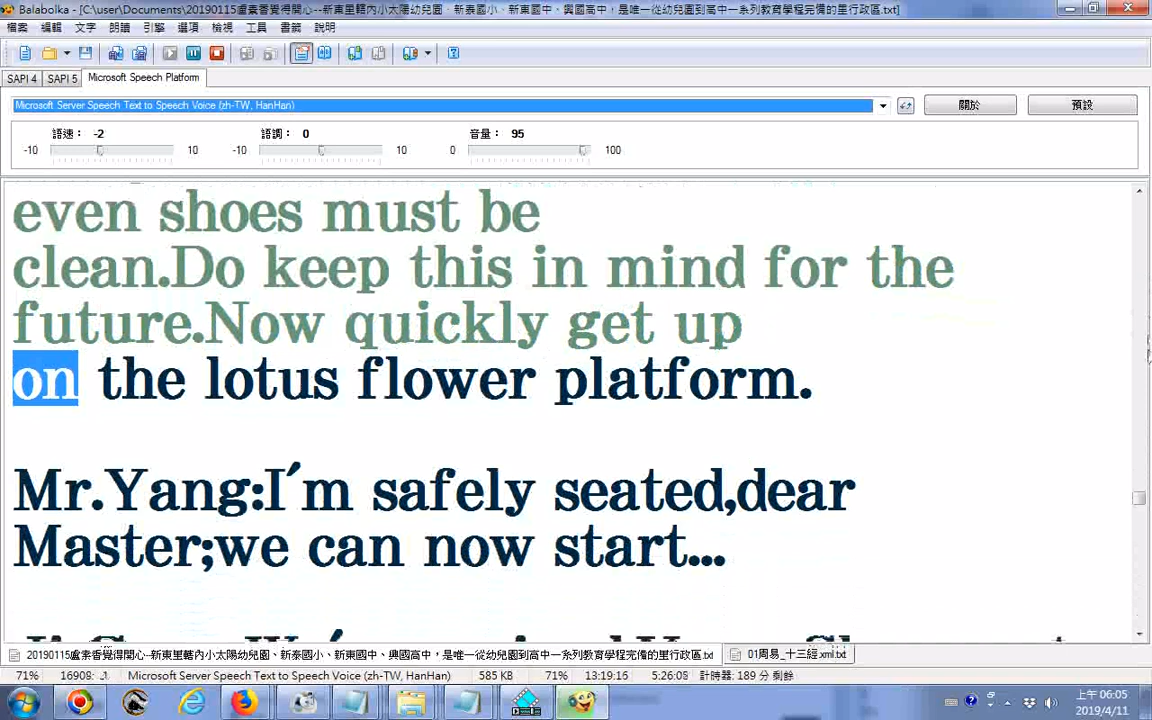 Balabolka - [C:\user\Documents\20190115盧素香覺得開心--新東里轄內小太陽幼兒園、新泰國小、新東國中、興國高中，是唯一從幼兒園到高中一系列教育學程完備的里行政區.txt]
檔案 編輯 文字 朗讀 引擎 選項 檢視 工具 書籤 說明
SAPI 4 SAPI 5 Microsoft Speech Platform
Microsoft Server Speech Text to Speech Voice (zh-TW, HanHan) 關於 預設
語速： -2 語調： 0 音量： 95
-10 10 -10 10 0 100
even shoes must be
clean.Do keep this in mind for the
future.Now quickly get up
on the lotus flower platform.
Mr.Yang:I'm safely seated,dear
Master;we can now start...
20190115盧素香覺得開心--新東里轄內小太陽幼兒園、新泰國小、新東國中、興國高中，是唯一從幼兒園到高中一系列教育學程完備的里行政區.txt 01周易_十三經.xml.txt
71% 16908: Microsoft Server Speech Text to Speech Voice (zh-TW, HanHan) 585 KB 71% 13:19:16 5:26:08 計時器: 189 分 剩餘
上午 06:05
2019/4/11